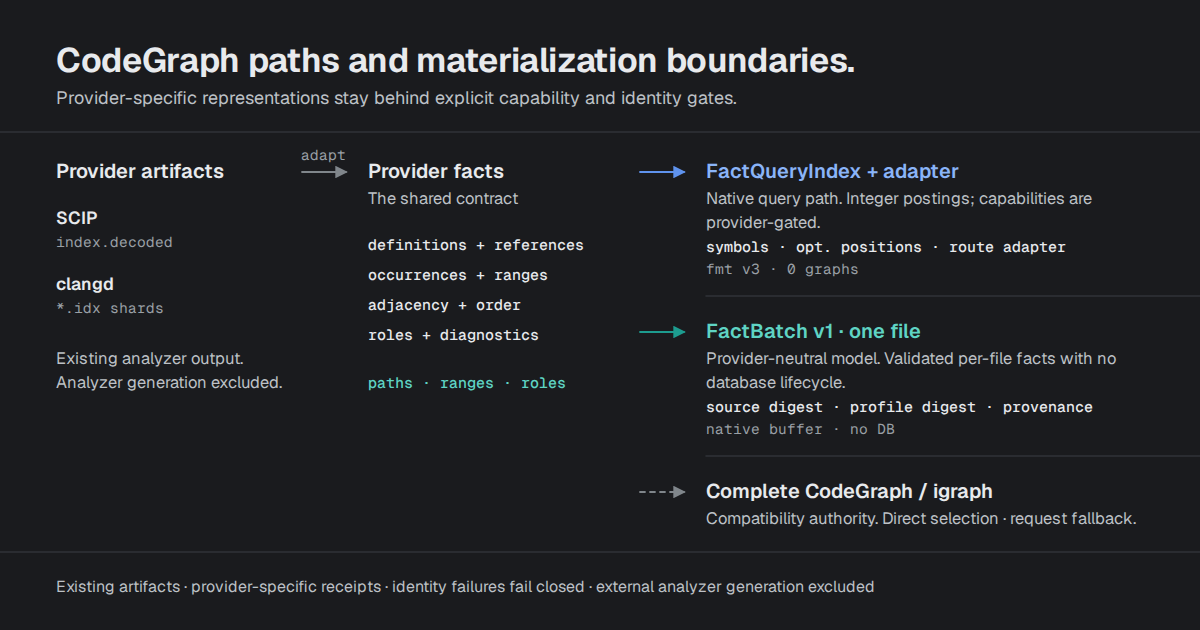 CodeGraph paths and materialization boundaries.
Provider-specific representations stay behind explicit capability and identity gates.
Provider artifacts
SCIP
index.decoded
clangd
*.idx shards
Existing analyzer output.
Analyzer generation excluded.
adapt
Provider facts
The shared contract
definitions + references
occurrences + ranges
adjacency + order
roles + diagnostics
paths · ranges · roles
FactQueryIndex + adapter
Native query path. Integer postings; capabilities are
provider-gated.
symbols · opt. positions · route adapter
fmt v3 · 0 graphs
FactBatch v1 · one file
Provider-neutral model. Validated per-file facts with no
database lifecycle.
source digest · profile digest · provenance
native buffer · no DB
Complete CodeGraph / igraph
Compatibility authority. Direct selection · request fallback.
Existing artifacts · provider-specific receipts · identity failures fail closed · external analyzer generation excluded